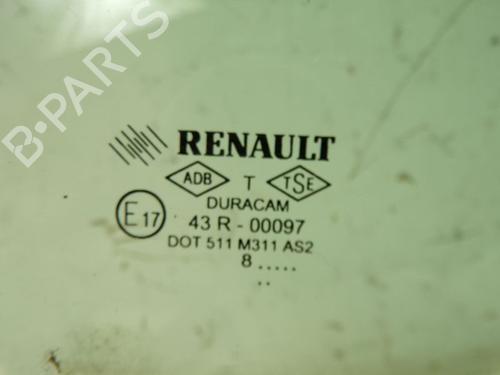 B-PARTS
RENAULT
ADB T TSE
DURACAM
E17 43 R - 00097
DOT 511 M311 AS2
8 .....
..